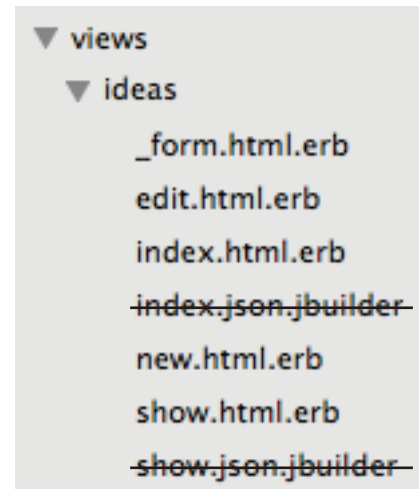 views
ideas
_form.html.erb
edit.html.erb
index.html.erb
index.json.jbuilder
new.html.erb
show.html.erb
show.json.jbuilder